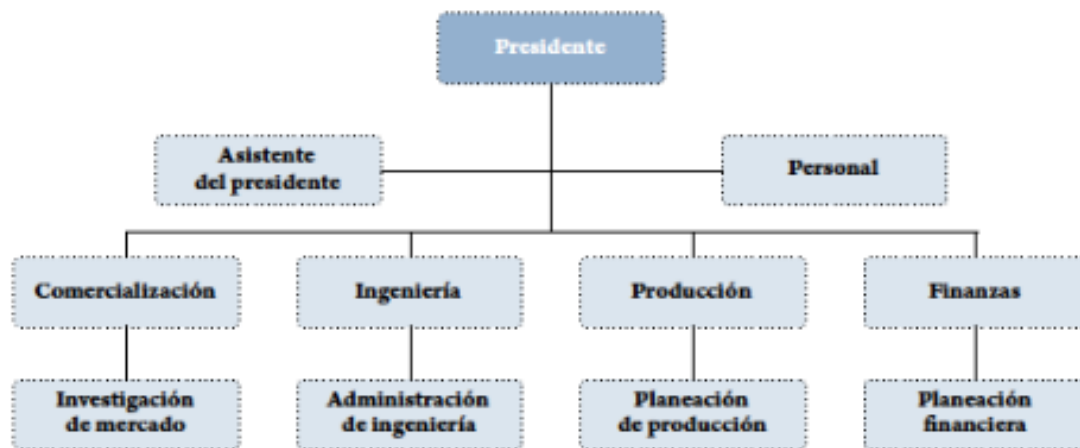 Presidente
Asistente
del presidente
Personal
Comercialización
Ingeniería
Producción
Finanzas
Investigación
de mercado
Administración
de ingeniería
Planeación
de producción
Planeación
financiera